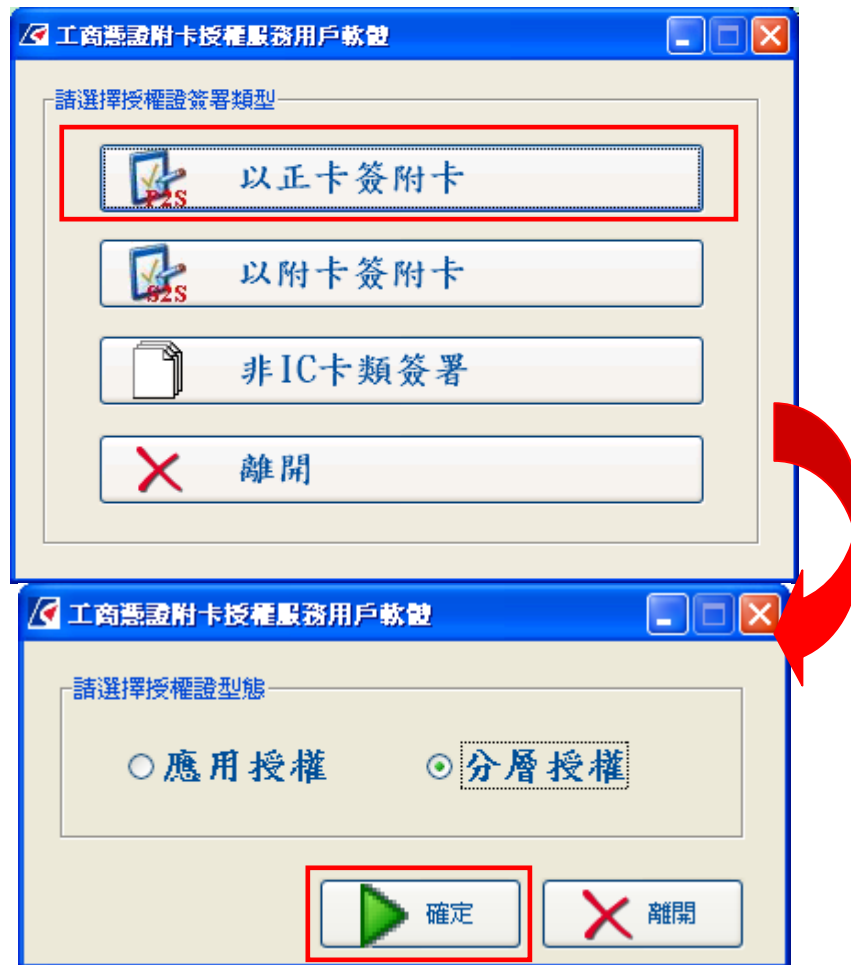 工商憑證附卡授權服務用戶軟體
請選擇授權證簽署類型
P2S 以正卡簽附卡
S2S 以附卡簽附卡
非IC卡類簽署
離開
工商憑證附卡授權服務用戶軟體
請選擇授權證型態
應用授權 分層授權
確定 離開